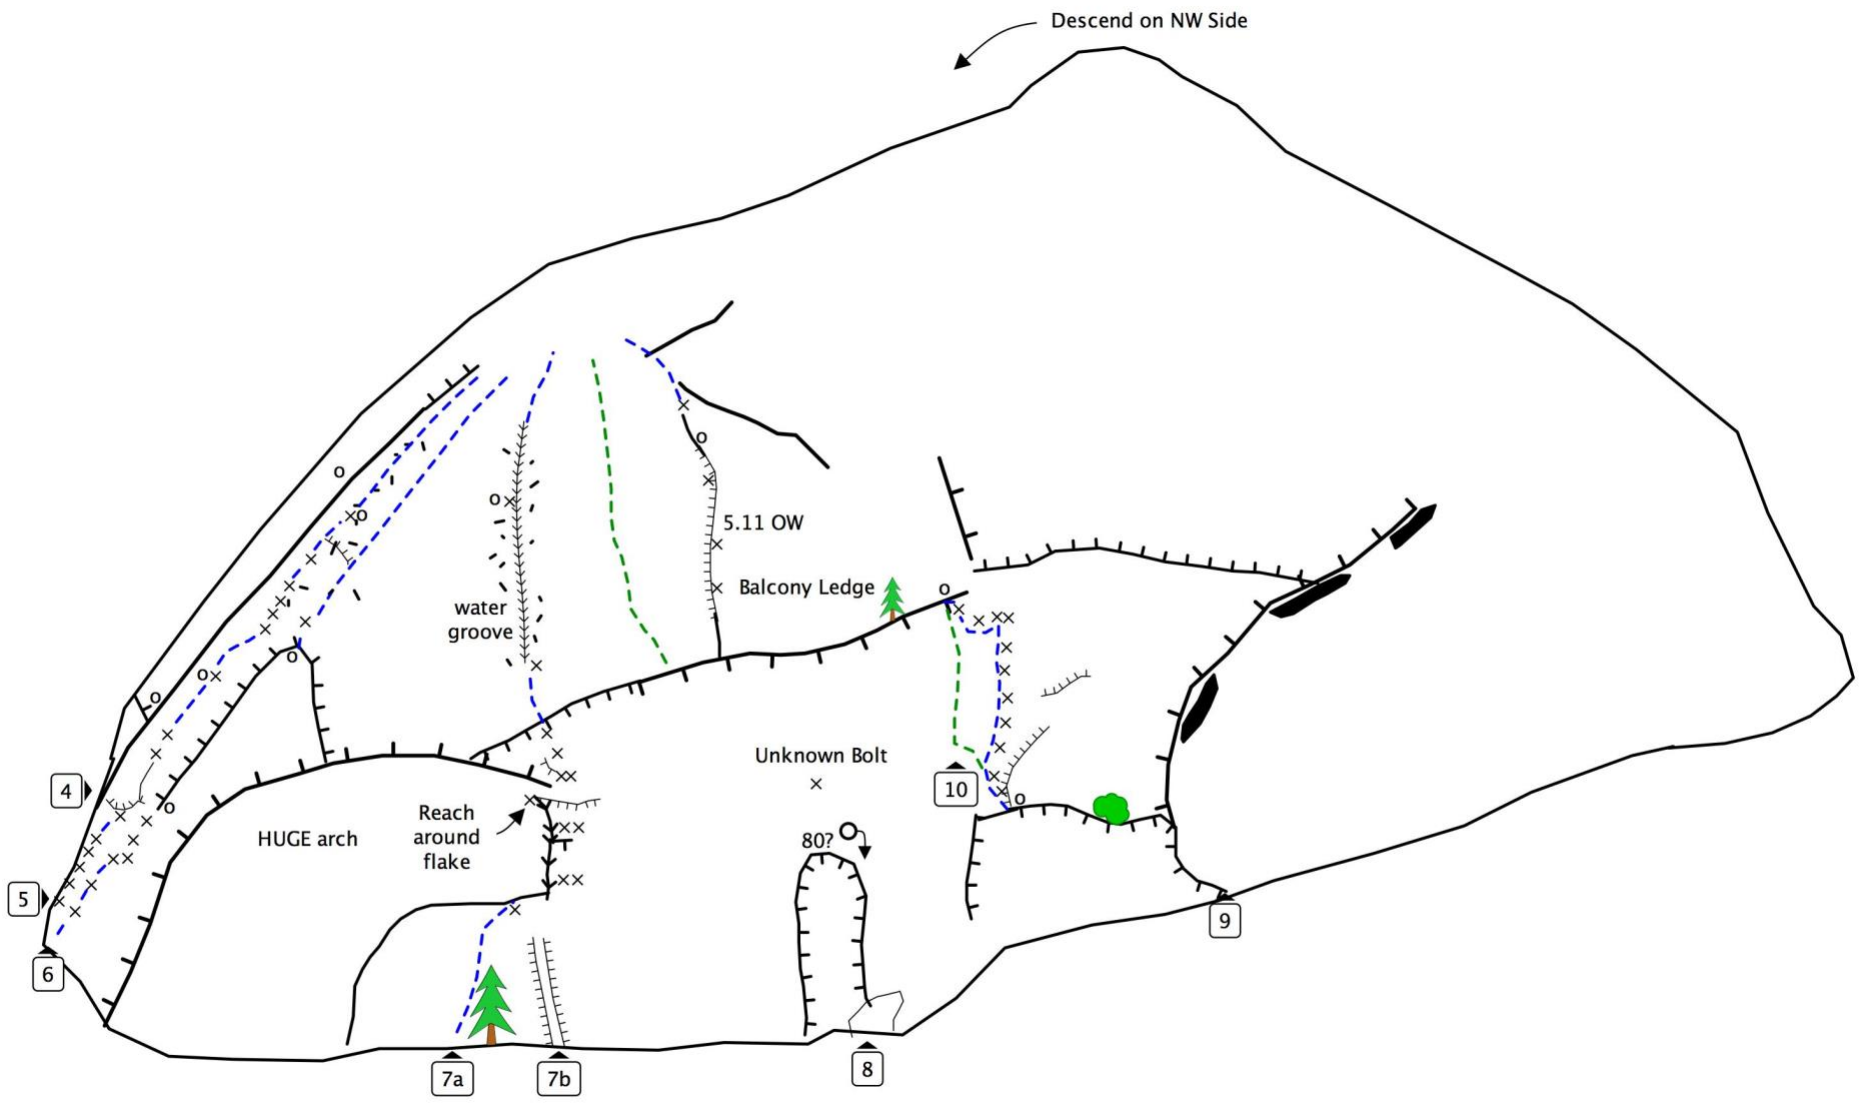 Descend on NW Side
5.11 OW
Balcony Ledge
water
groove
Unknown Bolt
4
10
Reach
around
flake
HUGE arch
80?
5
9
6
7a
7b
8